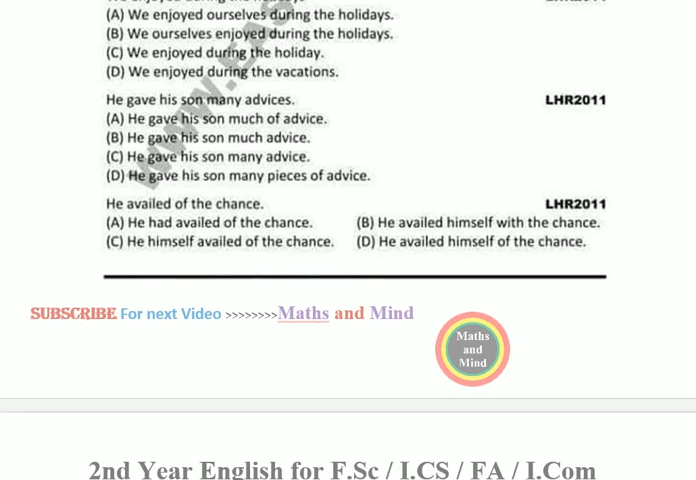 (A) We enjoyed ourselves during the holidays.
(B) We ourselves enjoyed during the holidays.
(C) We enjoyed during the holiday.
(D) We enjoyed during the vacations.
He gave his son many advices. LHR2011
(A) He gave his son much of advice.
(B) He gave his son much advice.
(C) He gave his son many advice.
(D) He gave his son many pieces of advice.
He availed of the chance. LHR2011
(A) He had availed of the chance. (B) He availed himself with the chance.
(C) He himself availed of the chance. (D) He availed himself of the chance.
SUBSCRIBE For next Video >>>>>>>>Maths and Mind
Maths
and
Mind
2nd Year English for F.Sc / I.CS / FA / I.Com